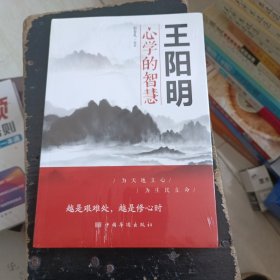 王阳明
心学的智慧
为天地立心
为生民立命
越是艰难处，越是修心时
中国华侨出版社